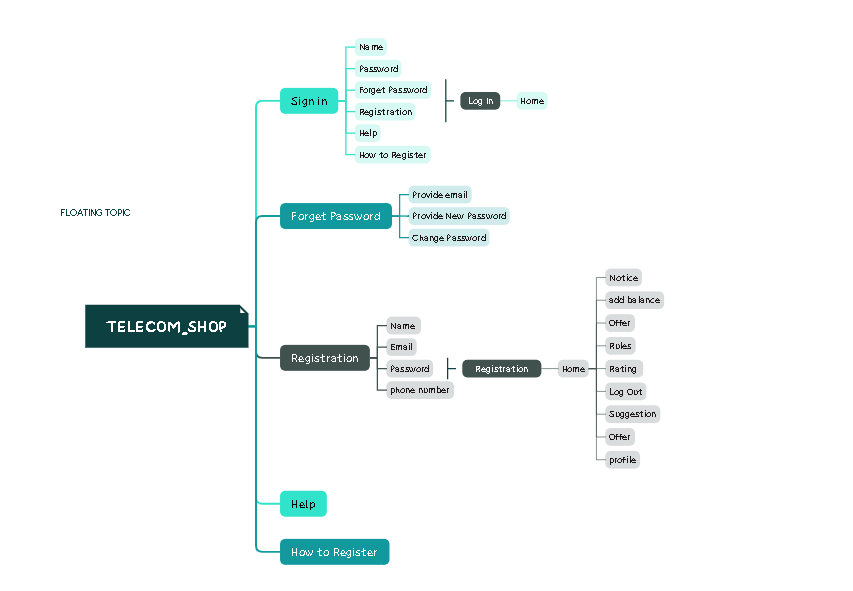 Name
Password
Sign in
Forget Password
Log in
Home
Registration
Help
How to Register
FLOATING TOPIC
Provide email
Forget Password
Provide New Password
Change Password
TELECOM_SHOP
Registration
Name
Email
Password
phone number
Registration
Home
Notice
add balance
Offer
Rules
Rating
Log Out
Suggestion
Offer
profile
Help
How to Register